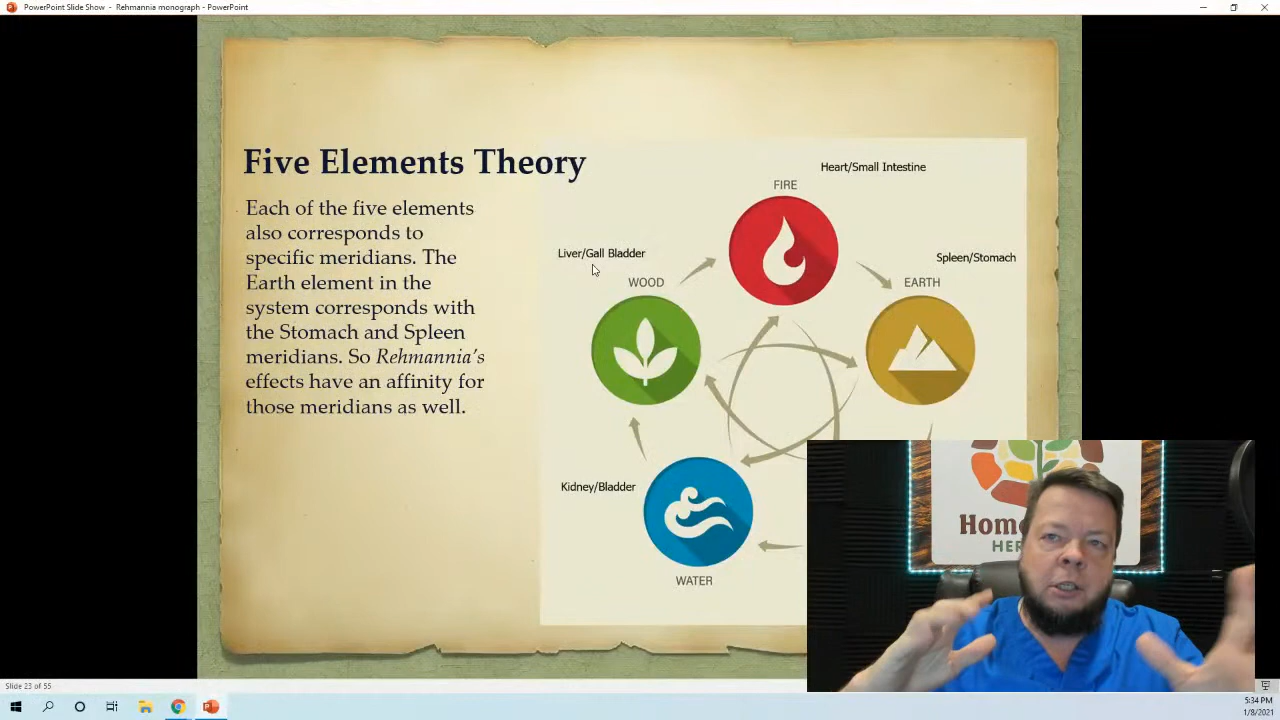 PowerPoint Slide Show - Rehmannia monograph - PowerPoint
Five Elements Theory
Each of the five elements
also corresponds to
specific meridians. The
Earth element in the
system corresponds with
the Stomach and Spleen
meridians. So Rehmannia's
effects have an affinity for
those meridians as well.
Heart/Small Intestine
FIRE
Liver/Gall Bladder
WOOD
Spleen/Stomach
EARTH
Kidney/Bladder
WATER
Home
HER
Slide 23 of 55
5:34 PM
1/8/2021